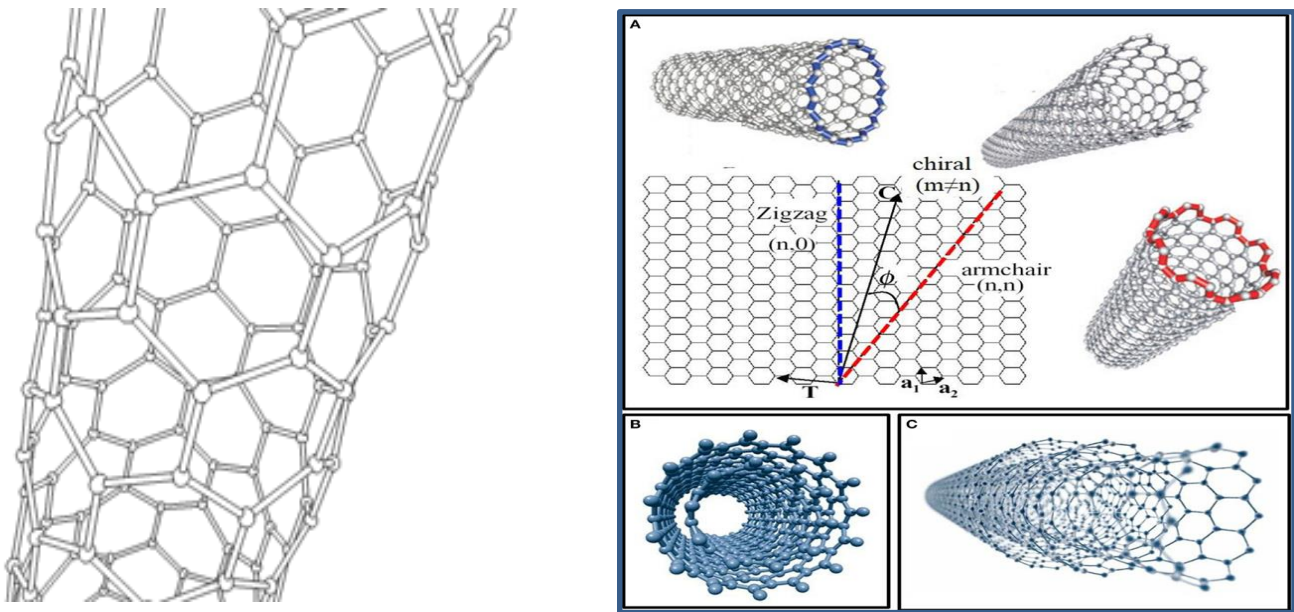 A
chiral
(m≠n)
C
Zigzag
(n,0)
armchair
(n,n)
ϕ
a₁
a₂
T
B
C